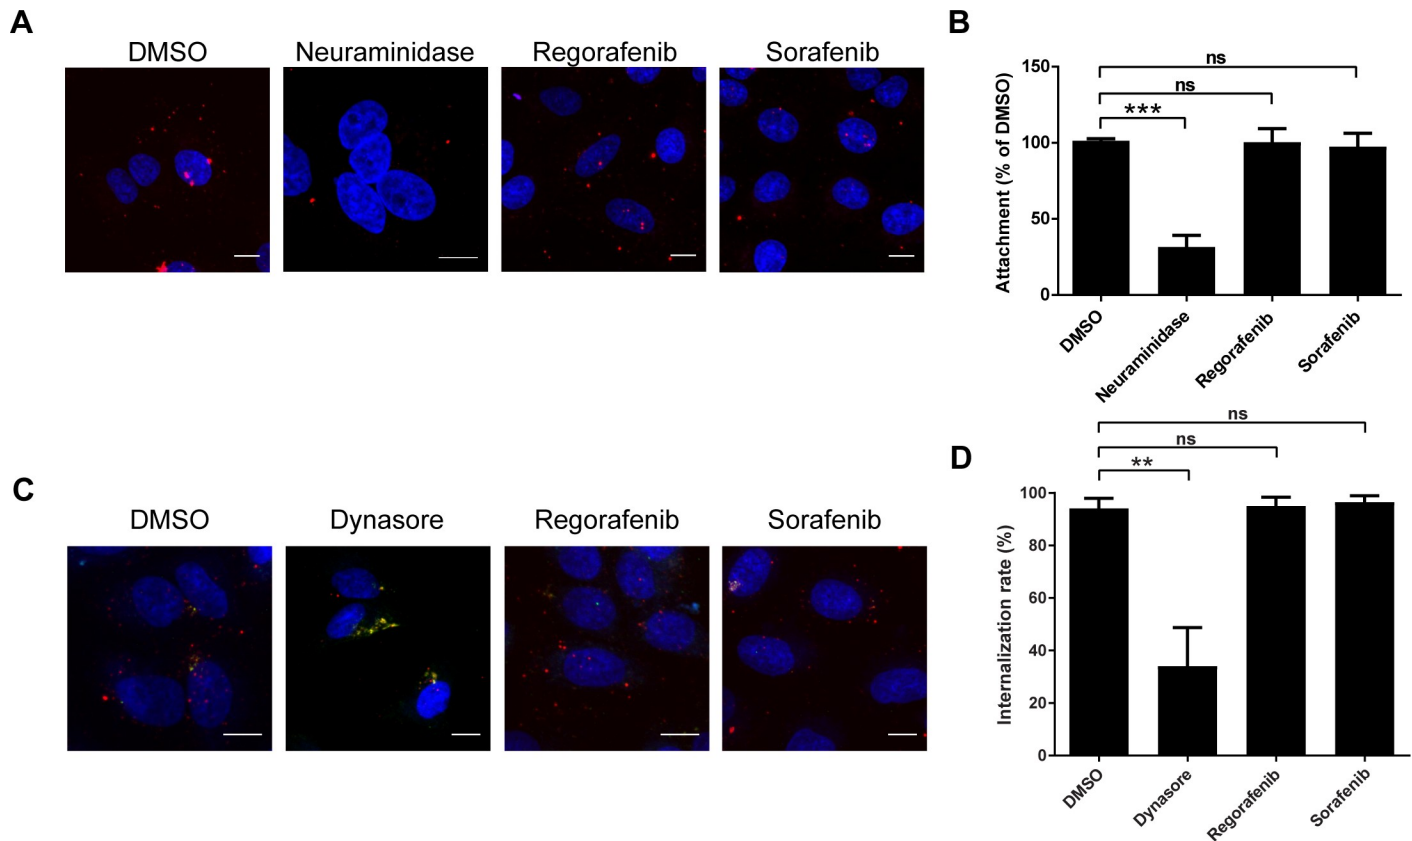 A
DMSO
Neuraminidase
Regorafenib
Sorafenib
B
Attachment (% of DMSO)
150
100
50
0
ns
ns
***
DMSO
Neuraminidase
Regorafenib
Sorafenib
C
DMSO
Dynasore
Regorafenib
Sorafenib
D
Internalization rate (%)
100
80
60
40
20
0
ns
ns
**
DMSO
Dynasore
Regorafenib
Sorafenib